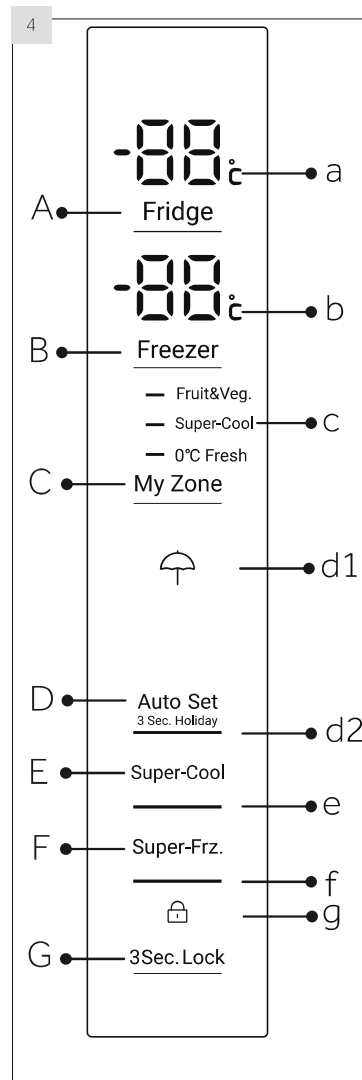 4
-88°C
a
A
Fridge
-88°C
b
B
Freezer
Fruit&Veg.
Super-Cool
c
0°C Fresh
C
My Zone
d1
D
Auto Set
3 Sec. Holiday
d2
E
Super-Cool
e
F
Super-Frz.
f
g
G
3Sec. Lock